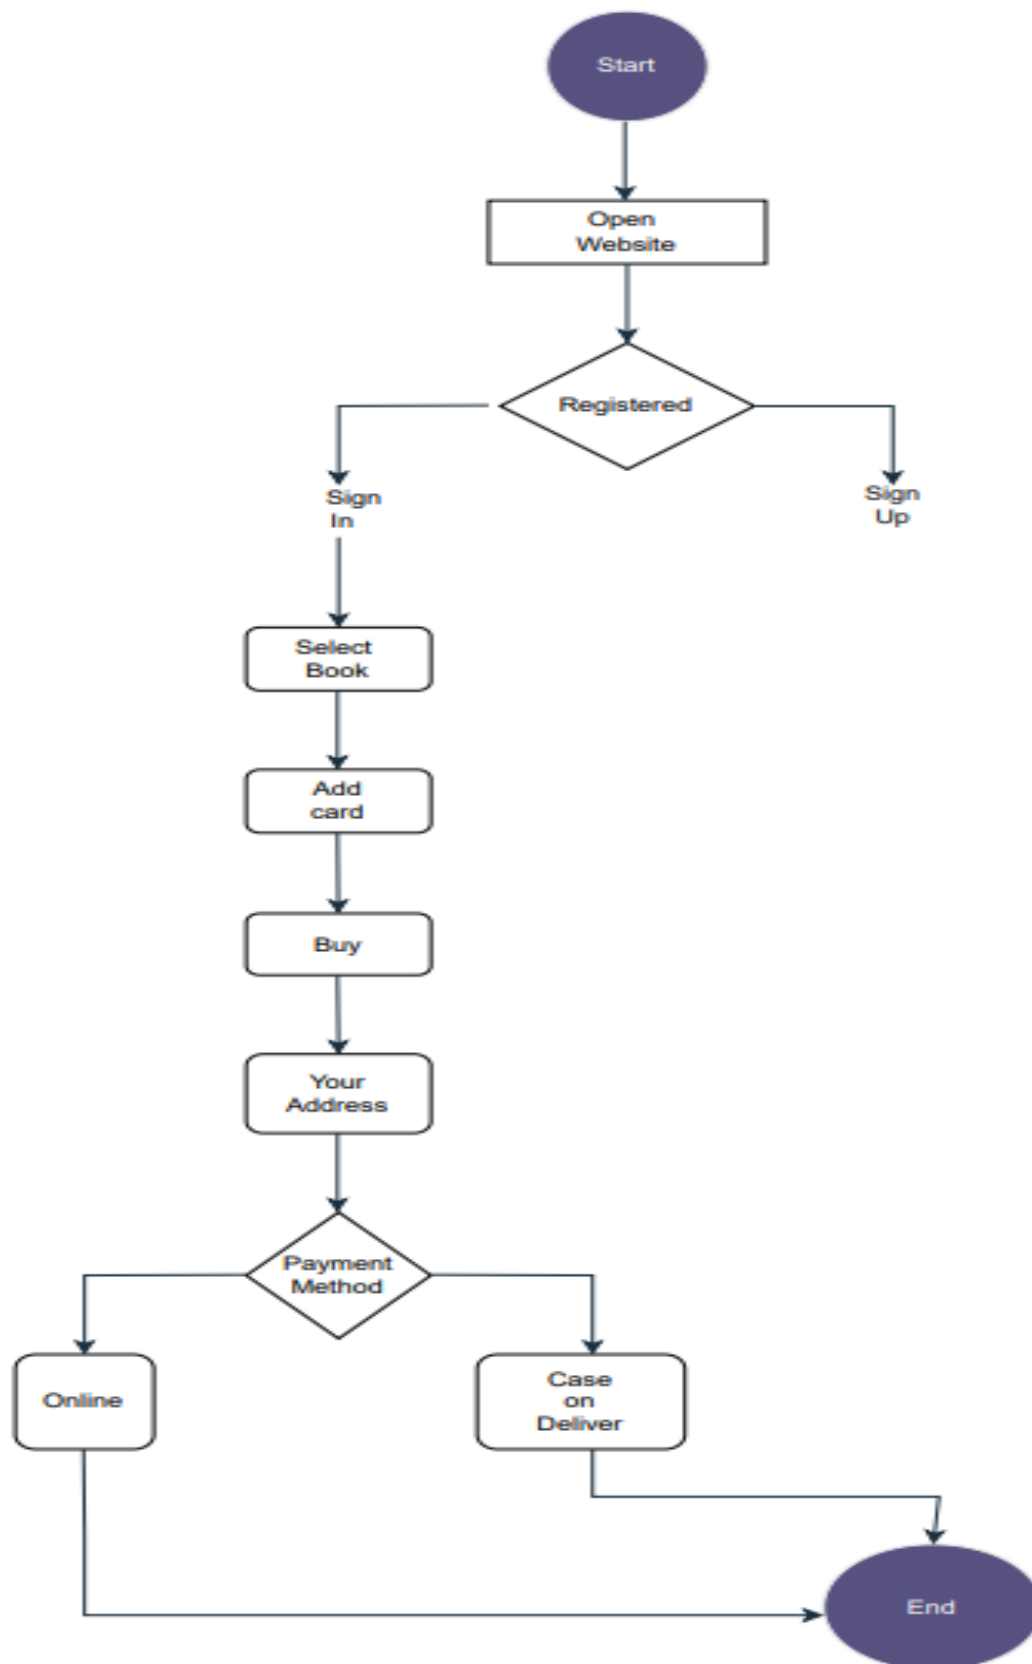 Start
Open
Website
Registered
Sign
In
Sign
Up
Select
Book
Add
card
Buy
Your
Address
Payment
Method
Online
Case
on
Deliver
End